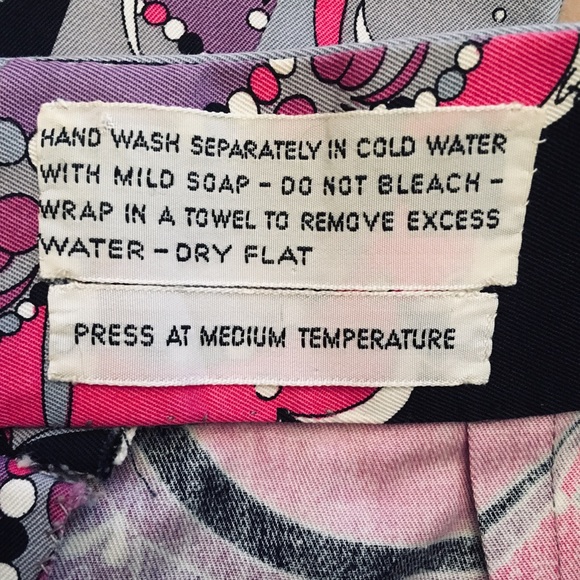 HAND WASH SEPARATELY IN COLD WATER
WITH MILD SOAP - DO NOT BLEACH -
WRAP IN A TOWEL TO REMOVE EXCESS
WATER - DRY FLAT
PRESS AT MEDIUM TEMPERATURE